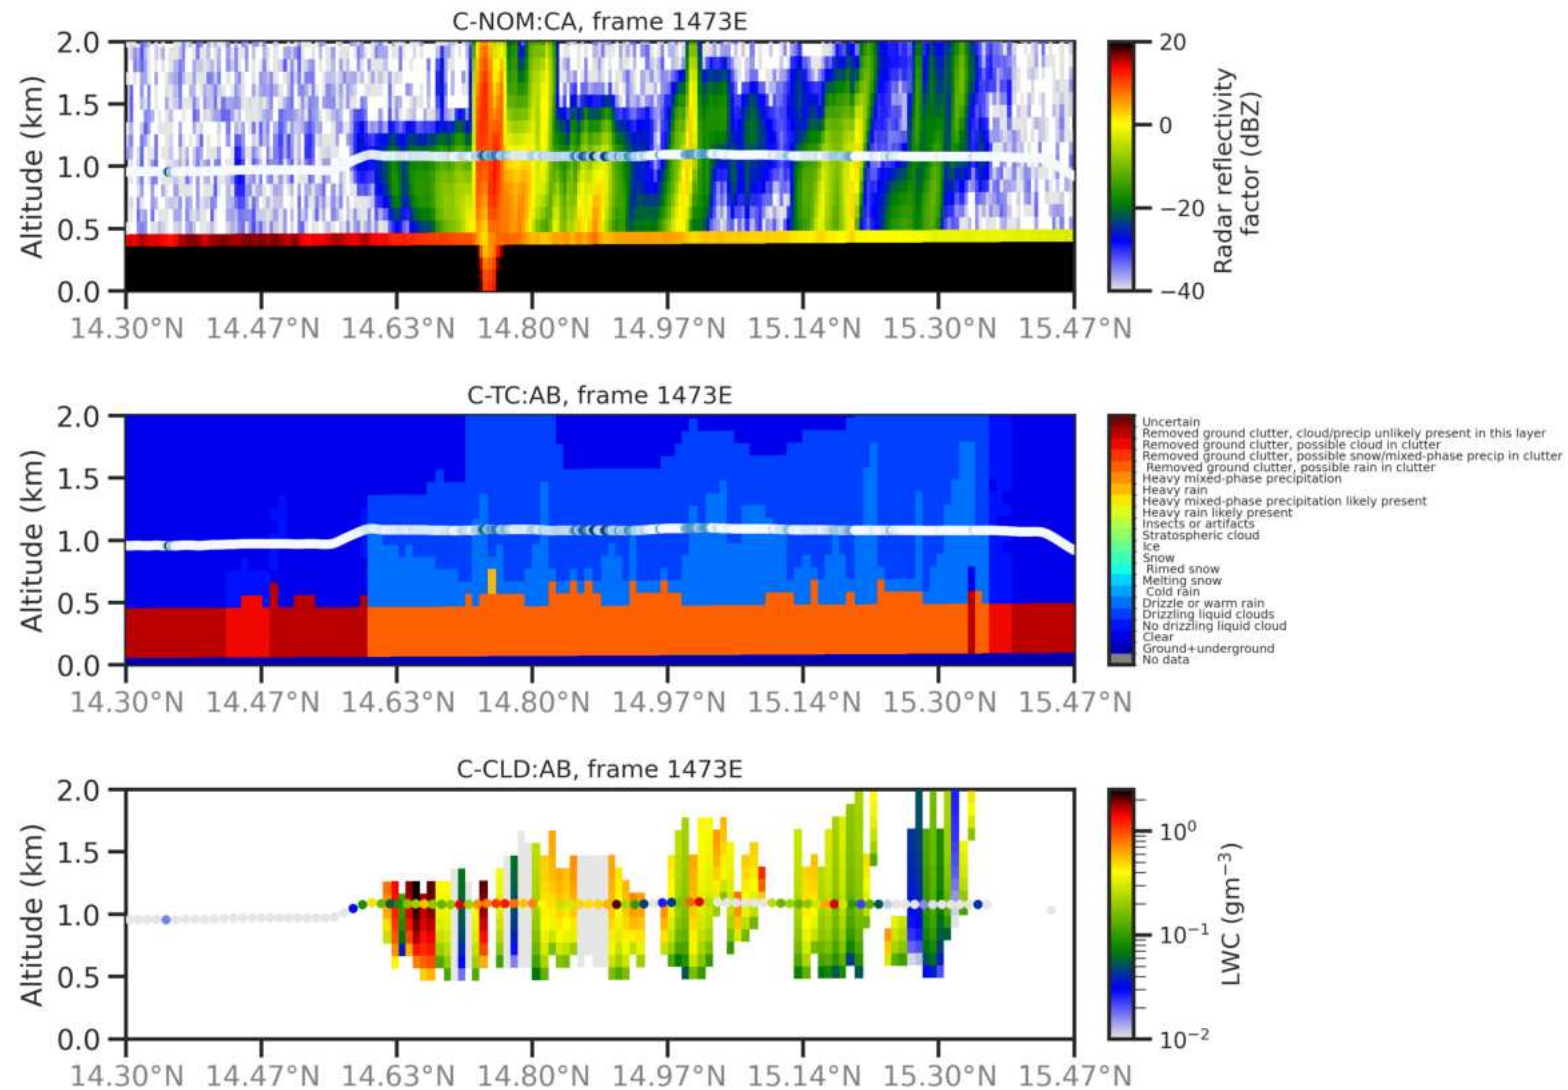 C-NOM:CA, frame 1473E
Altitude (km)
2.0
1.5
1.0
0.5
0.0
14.30°N 14.47°N 14.63°N 14.80°N 14.97°N 15.14°N 15.30°N 15.47°N
20
0
−20
−40
Radar reflectivity
factor (dBZ)
C-TC:AB, frame 1473E
Altitude (km)
2.0
1.5
1.0
0.5
0.0
14.30°N 14.47°N 14.63°N 14.80°N 14.97°N 15.14°N 15.30°N 15.47°N
Uncertain
Removed ground clutter, cloud/precip unlikely present in this layer
Removed ground clutter, possible cloud in clutter
Removed ground clutter, possible snow/mixed-phase precip in clutter
Removed ground clutter, possible rain in clutter
Heavy mixed-phase precipitation
Heavy rain
Heavy mixed-phase precipitation likely present
Heavy rain likely present
Insects or artifacts
Stratospheric cloud
Ice
Snow
Rimed snow
Melting snow
Cold rain
Drizzle or warm rain
Drizzling liquid clouds
No drizzling liquid cloud
Clear
Ground+underground
No data
C-CLD:AB, frame 1473E
Altitude (km)
2.0
1.5
1.0
0.5
0.0
14.30°N 14.47°N 14.63°N 14.80°N 14.97°N 15.14°N 15.30°N 15.47°N
10⁰
10⁻¹
10⁻²
LWC (gm⁻³)